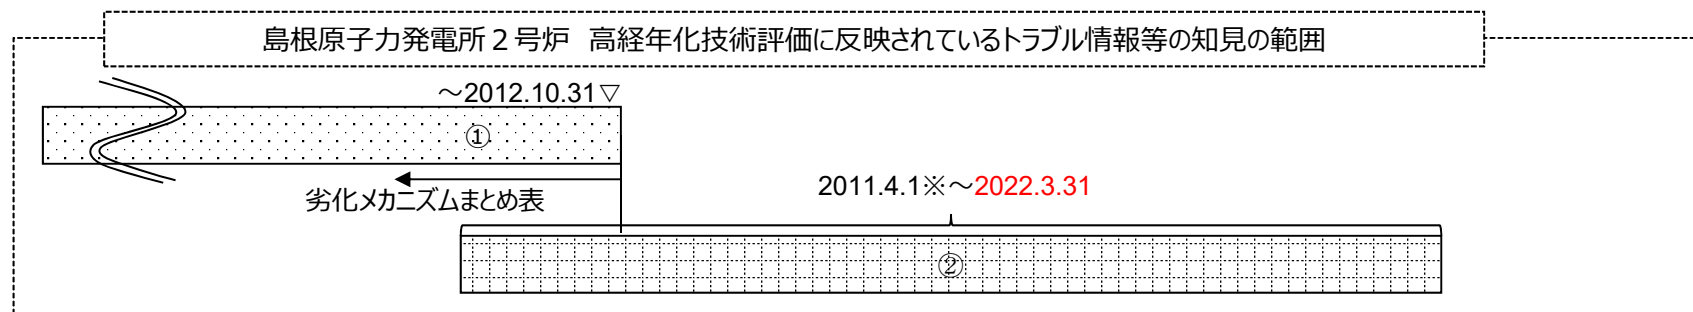 島根原子力発電所２号炉　高経年化技術評価に反映されているトラブル情報等の知見の範囲
～2012.10.31▽
①
劣化メカニズムまとめ表
2011.4.1※～2022.3.31
②